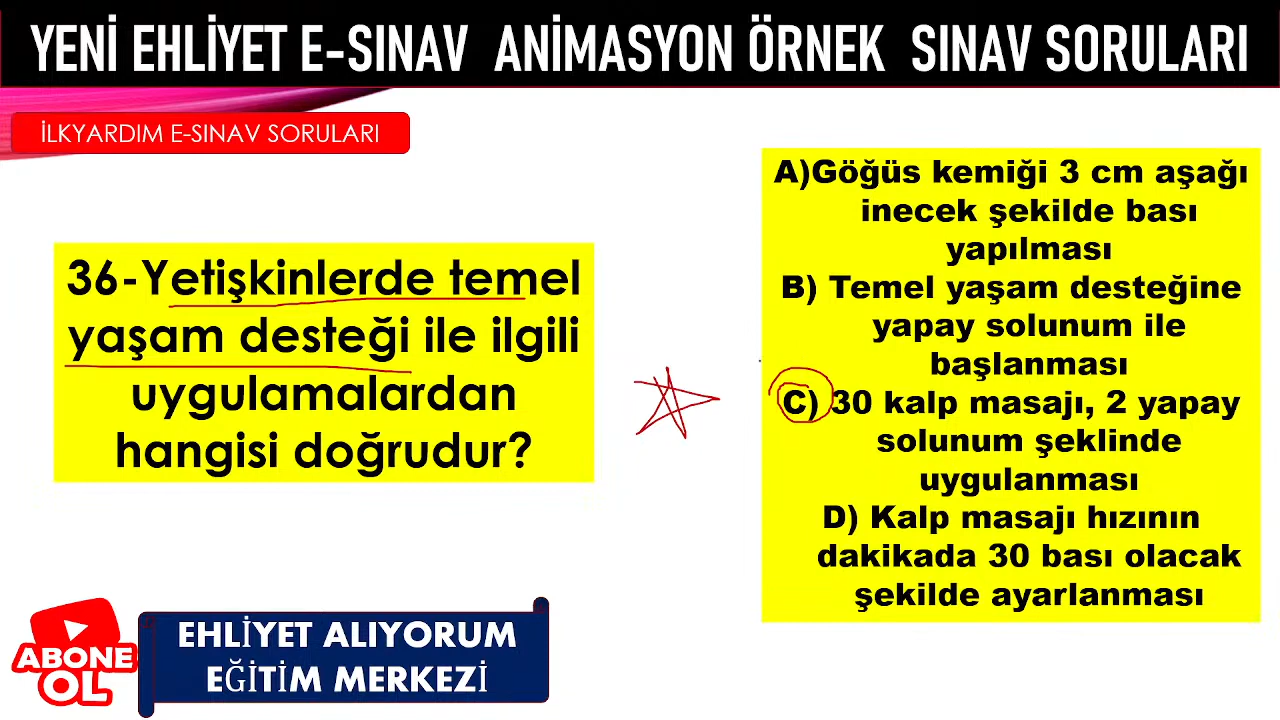 YENİ EHLİYET E-SINAV ANİMASYON ÖRNEK SINAV SORULARI
İLKYARDIM E-SINAV SORULARI
36-Yetişkinlerde temel
yaşam desteği ile ilgili
uygulamalardan
hangisi doğrudur?
A)Göğüs kemiği 3 cm aşağı
inecek şekilde bası
yapılması
B) Temel yaşam desteğine
yapay solunum ile
başlanması
C) 30 kalp masajı, 2 yapay
solunum şeklinde
uygulanması
D) Kalp masajı hızının
dakikada 30 bası olacak
şekilde ayarlanması
ABONE
OL
EHLİYET ALIYORUM
EĞİTİM MERKEZİ